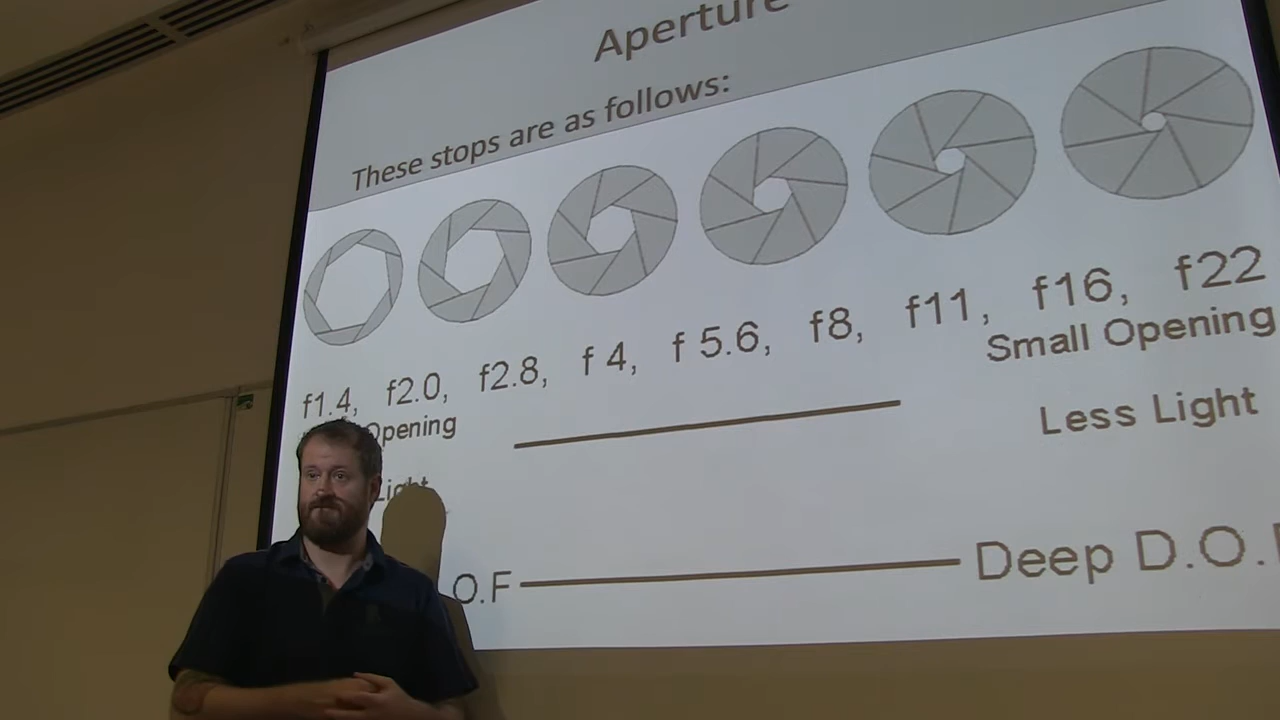 Aperture
These stops are as follows:
f1.4, f2.0, f2.8, f 4, f 5.6, f8, f11, f16, f22
Opening Small Opening
Light Less Light
O.F Deep D.O.